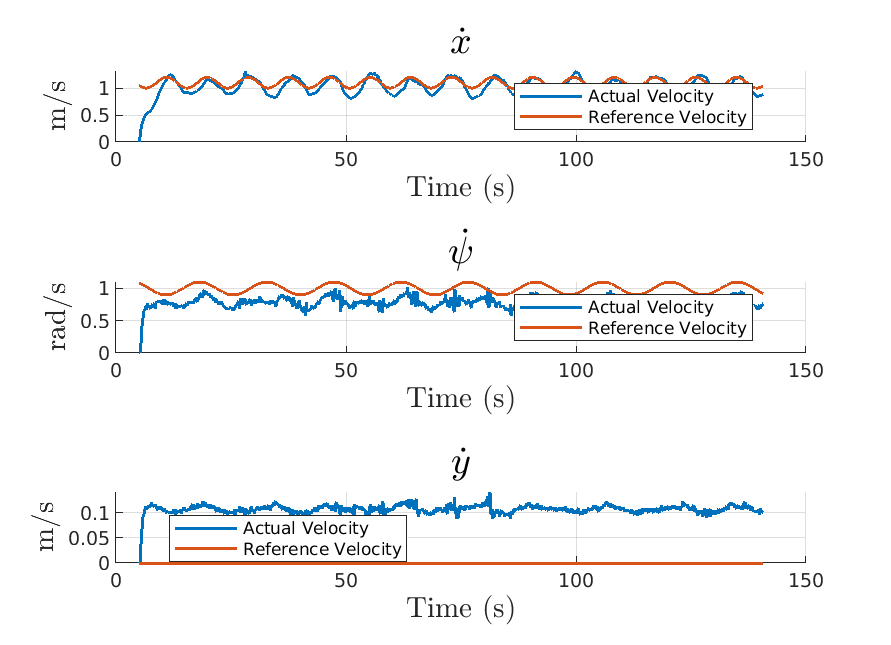 ẋ
m/s
1
0.5
0
Actual Velocity
Reference Velocity
0 50 100 150
Time (s)
ψ̇
rad/s
1
0.5
0
Actual Velocity
Reference Velocity
0 50 100 150
Time (s)
ẏ
m/s
0.1
0.05
0
Actual Velocity
Reference Velocity
0 50 100 150
Time (s)